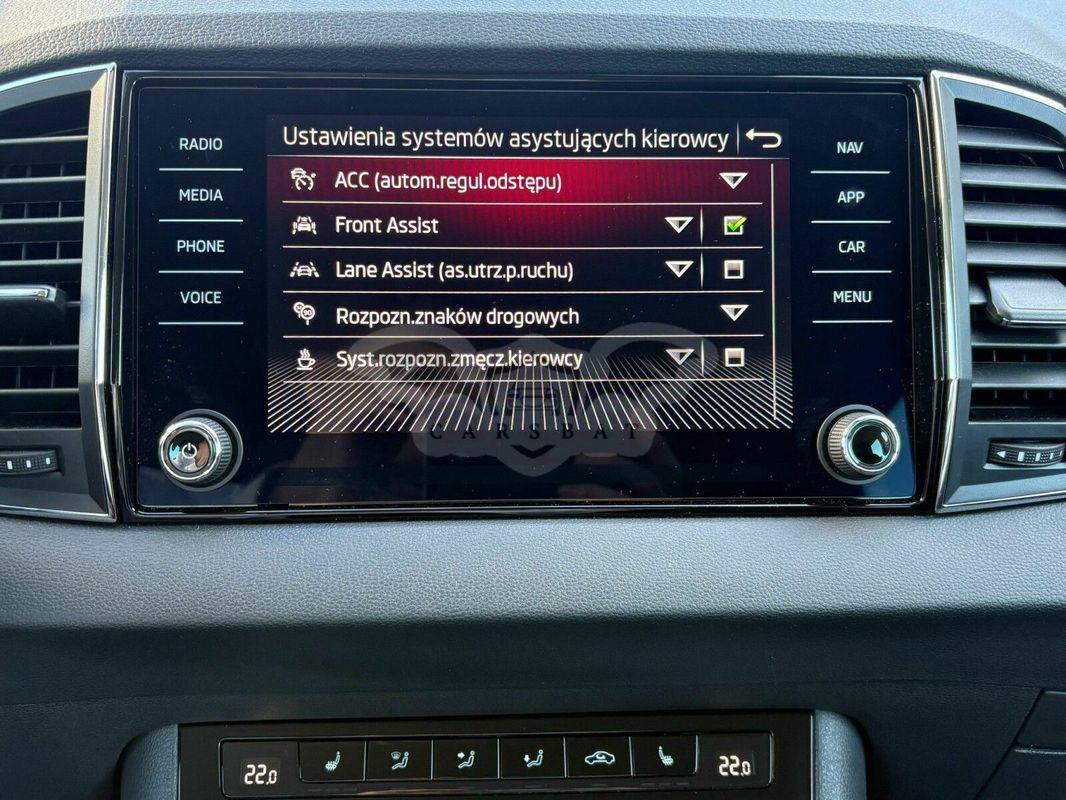 RADIO
MEDIA
PHONE
VOICE
Ustawienia systemów asystujących kierowcy
ACC (autom.regul.odstępu)
Front Assist
Lane Assist (as.utrz.p.ruchu)
Rozpozn.znaków drogowych
Syst.rozpozn.zmęcz.kierowcy
NAV
APP
CAR
MENU
CARSBAT
22.0
22.0